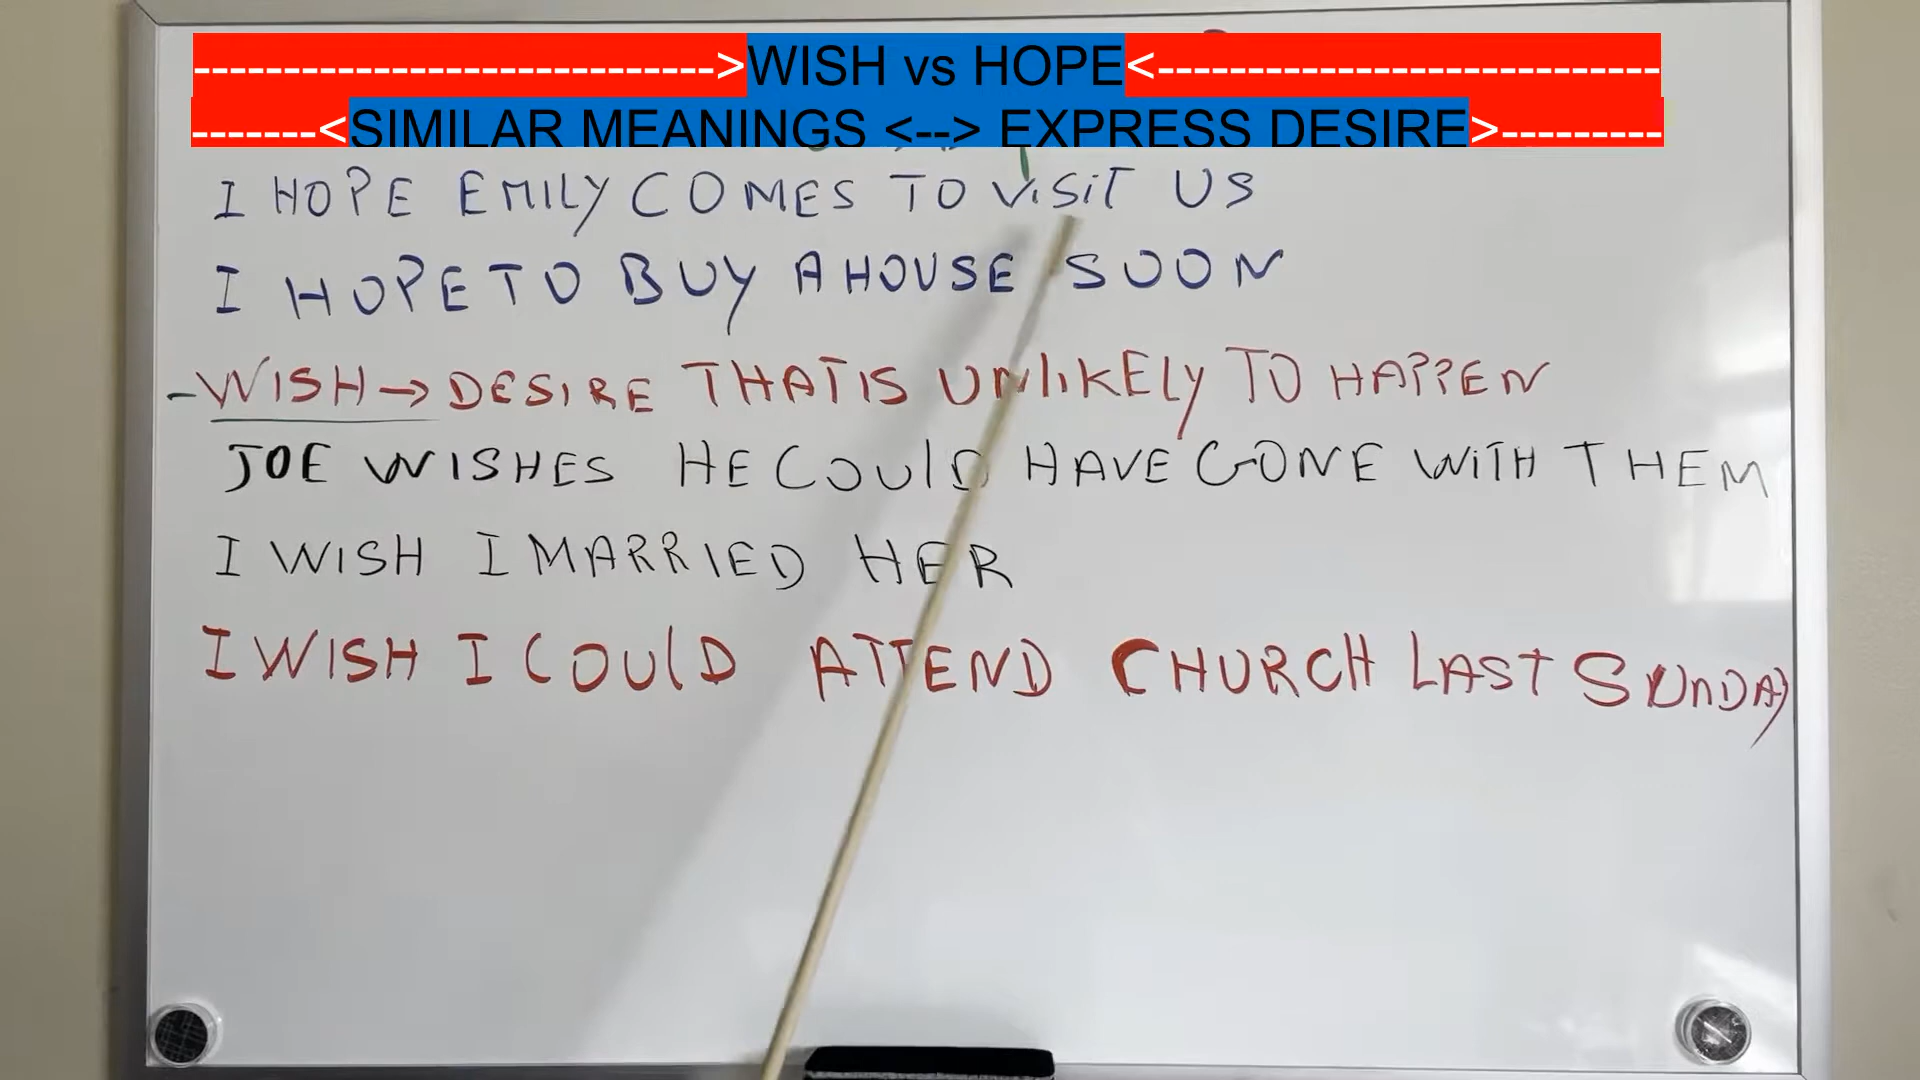 ---------------------------->WISH vs HOPE<---------------------------
-------<SIMILAR MEANINGS <--> EXPRESS DESIRE>---------
I HOPE EMILY COMES TO VISIT US
I HOPE TO BUY A HOUSE SOON
- WISH → DESIRE THAT IS UNLIKELY TO HAPPEN
JOE WISHES HE COULD HAVE GONE WITH THEM
I WISH I MARRIED HER
I WISH I COULD ATTEND CHURCH LAST SUNDAY